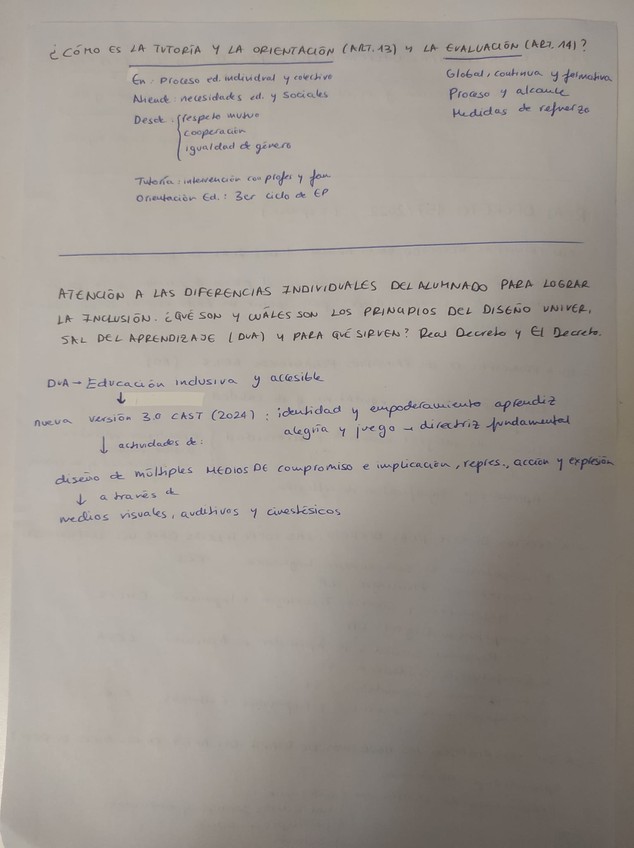 ¿CÓMO ES LA TUTORÍA Y LA ORIENTACIÓN (ART.13) Y LA EVALUACIÓN (ART. 14)?
En: Proceso ed. individual y colectivo
Atiende: necesidades ed. y sociales
Desde: respeto mutuo
cooperación
igualdad de género
Tutoría: intervención con profes y fam
Orientación Ed.: 3er ciclo de EP
Global, continua y formativa
Proceso y alcance
Medidas de refuerzo
ATENCIÓN A LAS DIFERENCIAS INDIVIDUALES DEL ALUMNADO PARA LOGRAR
LA INCLUSIÓN. ¿QUÉ SON Y CUÁLES SON LOS PRINCIPIOS DEL DISEÑO UNIVER.
SAL DEL APRENDIZAJE (DUA) Y PARA QUÉ SIRVEN? Real Decreto y El Decreto.
DUA → Educación inclusiva y accesible
↓
nueva versión 3.0 CAST (2024): identidad y empoderamiento aprendiz
alegría y juego → directriz fundamental
↓ actividades de:
diseño de múltiples MEDIOS DE compromiso e implicación, repres., acción y expresión
↓ a través de
medios visuales, auditivos y cinestésicos